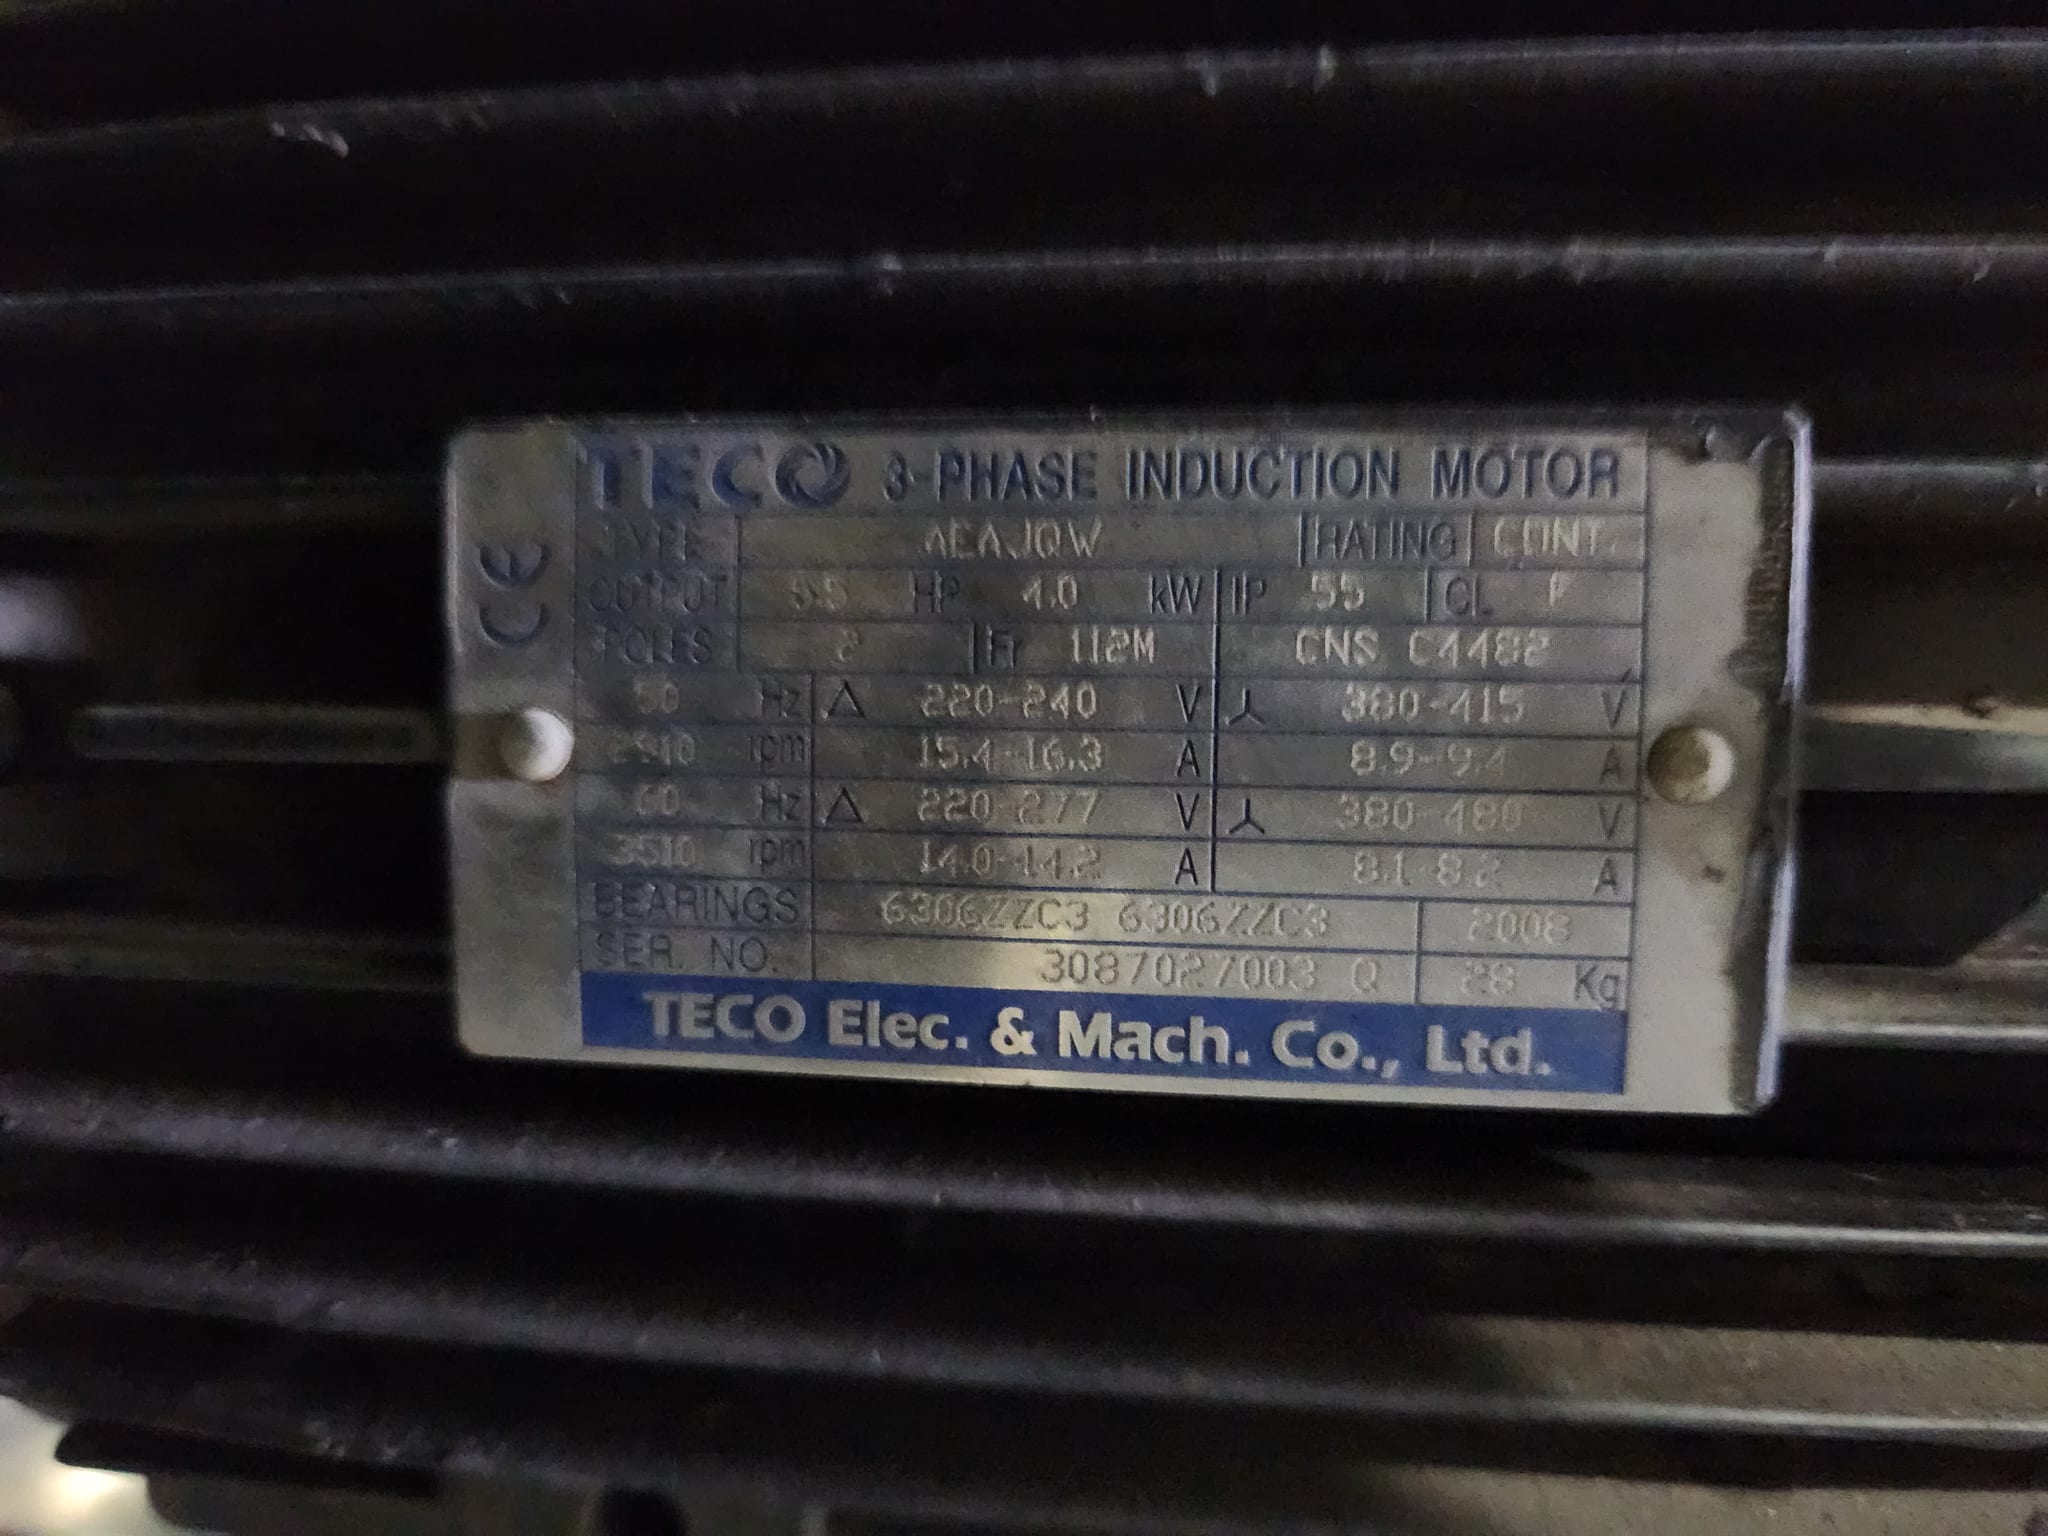 TECO 3-PHASE INDUCTION MOTOR
CE
TYPE AEAJQW RATING CONT.
OUTPUT 5.5 HP 4.0 kW IP 55 CL F
POLES 2 Fr 112M CNS C4482
50 Hz △ 220-240 V 人 380-415 V
rpm 15.4-16.3 A 8.9-9.4 A
60 Hz △ 220-277 V 人 380-480 V
3510 rpm 14.0-14.2 A 8.1-8.2 A
BEARINGS 6306ZZC3 6306ZZC3 2008
SER. NO. 3087027003 Q 28 Kg
TECO Elec. & Mach. Co., Ltd.